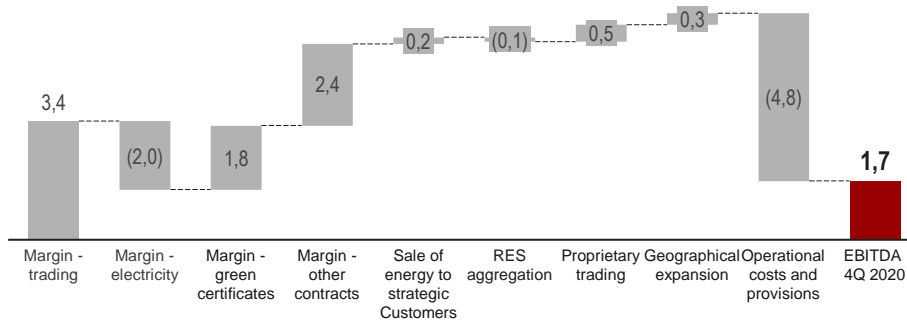 3,4
(2,0)
1,8
2,4
0,2
(0,1)
0,5
0,3
(4,8)
1,7
Margin -
trading
Margin -
electricity
Margin -
green
certificates
Margin -
other
contracts
Sale of
energy to
strategic
Customers
RES
aggregation
Proprietary
trading
Geographical
expansion
Operational
costs and
provisions
EBITDA
4Q 2020